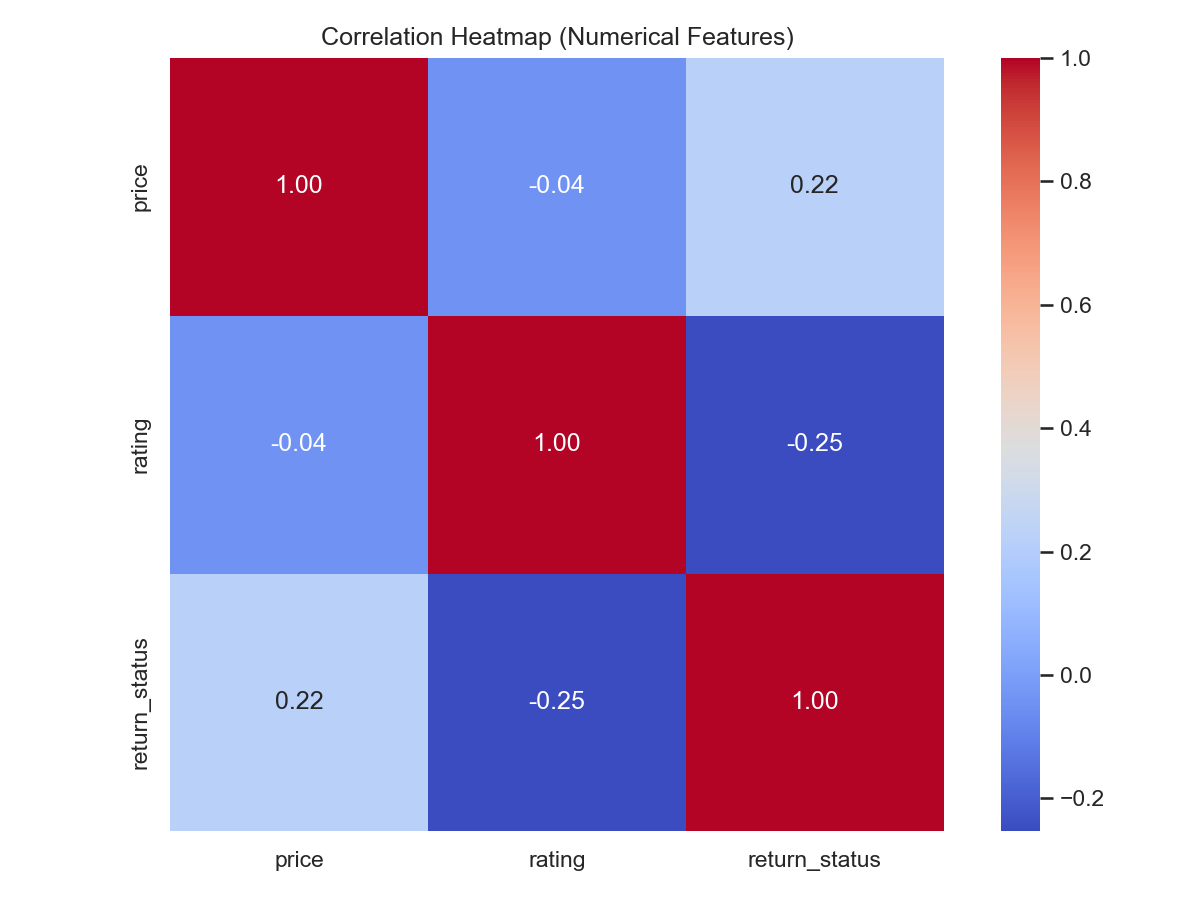 Correlation Heatmap (Numerical Features)
price
1.00
-0.04
0.22
rating
-0.04
1.00
-0.25
return_status
0.22
-0.25
1.00
price
rating
return_status
1.0
0.8
0.6
0.4
0.2
0.0
−0.2